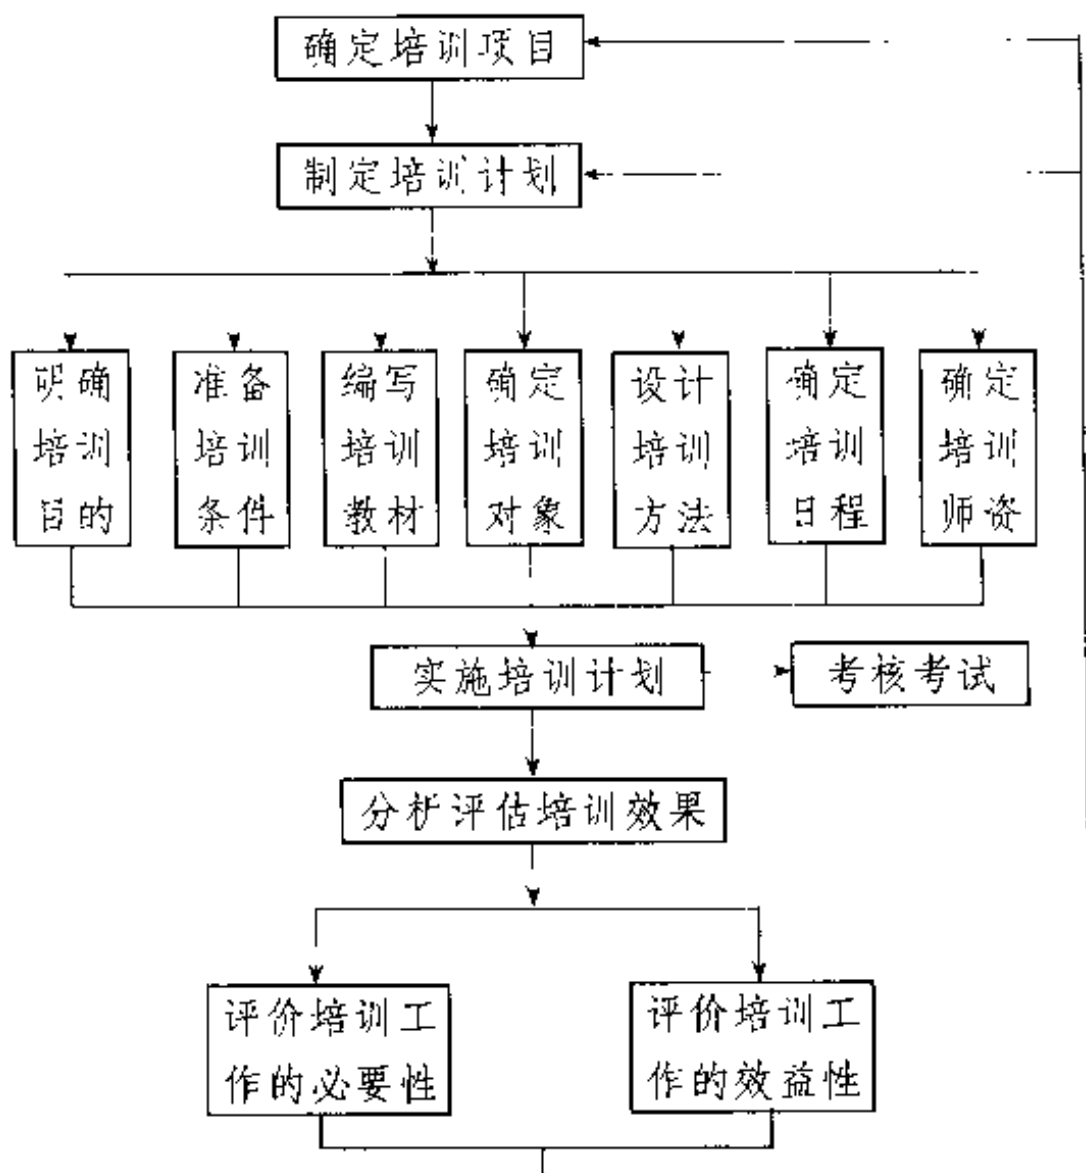 确定培训项目
制定培训计划
明确
培训
目的
准备
培训
条件
编写
培训
教材
确定
培训
对象
设计
培训
方法
确定
培训
日程
确定
培训
师资
实施培训计划
考核考试
分析评估培训效果
评价培训工
作的必要性
评价培训工
作的效益性